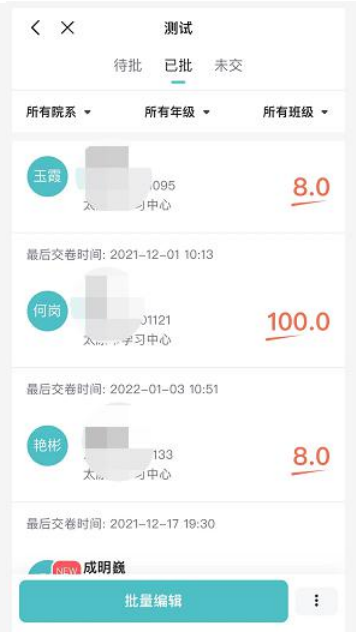 测试
待批 已批 未交
所有院系 所有年级 所有班级
玉霞
1095
8.0
习中心
最后交卷时间: 2021-12-01 10:13
何岗
01121
100.0
学习中心
最后交卷时间: 2022-01-03 10:51
艳彬
133
8.0
习中心
最后交卷时间: 2021-12-17 19:30
NEW 成明巍
批量编辑